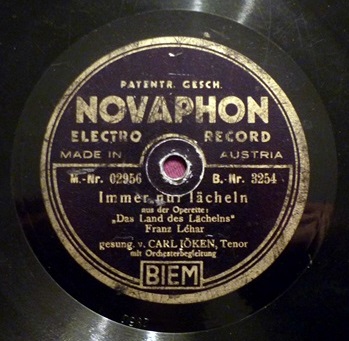 PATENTR. GESCH.
NOVAPHON
ELECTRO RECORD
MADE IN AUSTRIA
M.-Nr. 02956 B.-Nr. 3254
Immer nur lächeln
aus der Operette:
„Das Land des Lächelns"
Franz Léhar
gesung. v. CARL JÖKEN, Tenor
mit Orchesterbegleitung
BIEM